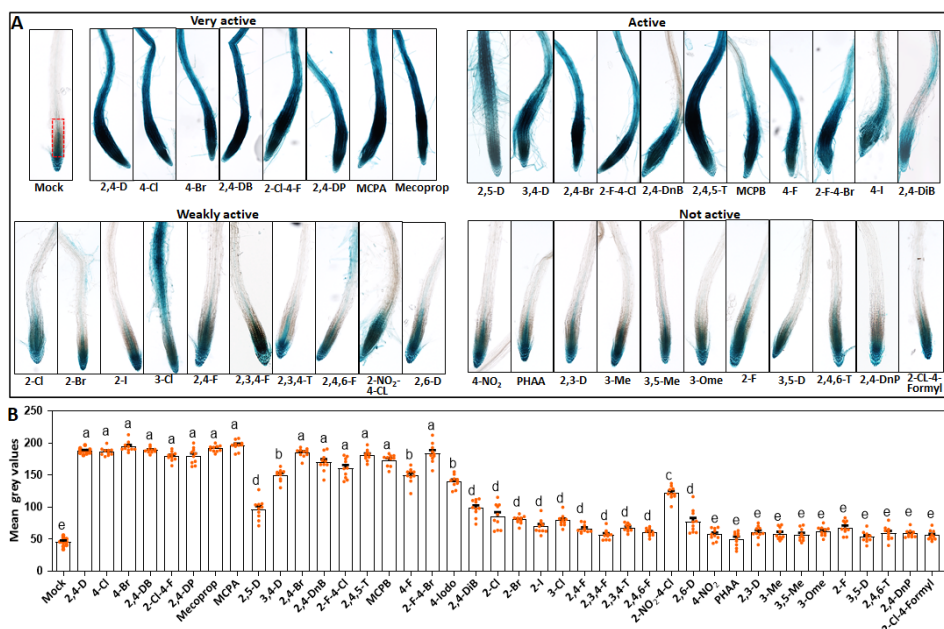 A
Very active
Active
Mock
2,4-D
4-Cl
4-Br
2,4-DB
2-Cl-4-F
2,4-DP
MCPA
Mecoprop
2,5-D
3,4-D
2,4-Br
2-F-4-Cl
2,4-DnB
2,4,5-T
MCPB
4-F
2-F-4-Br
4-I
2,4-DiB
Weakly active
Not active
2-Cl
2-Br
2-I
3-Cl
2,4-F
2,3,4-F
2,3,4-T
2,4,6-F
2-NO2-
4-CL
2,6-D
4-NO2
PHAA
2,3-D
3-Me
3,5-Me
3-Ome
2-F
3,5-D
2,4,6-T
2,4-DnP
2-CL-4-
Formyl
B
Mean grey values
250
200
150
100
50
0
e a a a a a a a a d b a a a a a b a b d d d d d d d d d c d e e e e e e e e e e e
Mock
2,4-D
4-Cl
4-Br
2,4-DB
2-Cl-4-F
2,4-DP
Mecoprop
MCPA
2,5-D
3,4-D
2,4-Br
2,4-DnB
2-F-4-Cl
2,4,5-T
MCPB
4-F
2-F-4-Br
4-Iodo
2,4-DiB
2-Cl
2-Br
2-I
3-Cl
2,4-F
2,3,4-F
2,3,4-T
2,4,6-F
2-NO2-4-Cl
2,6-D
4-NO2
PHAA
2,3-D
3-Me
3,5-Me
3-Ome
2-F
3,5-D
2,4,6-T
2,4-DnP
2-Cl-4-Formyl